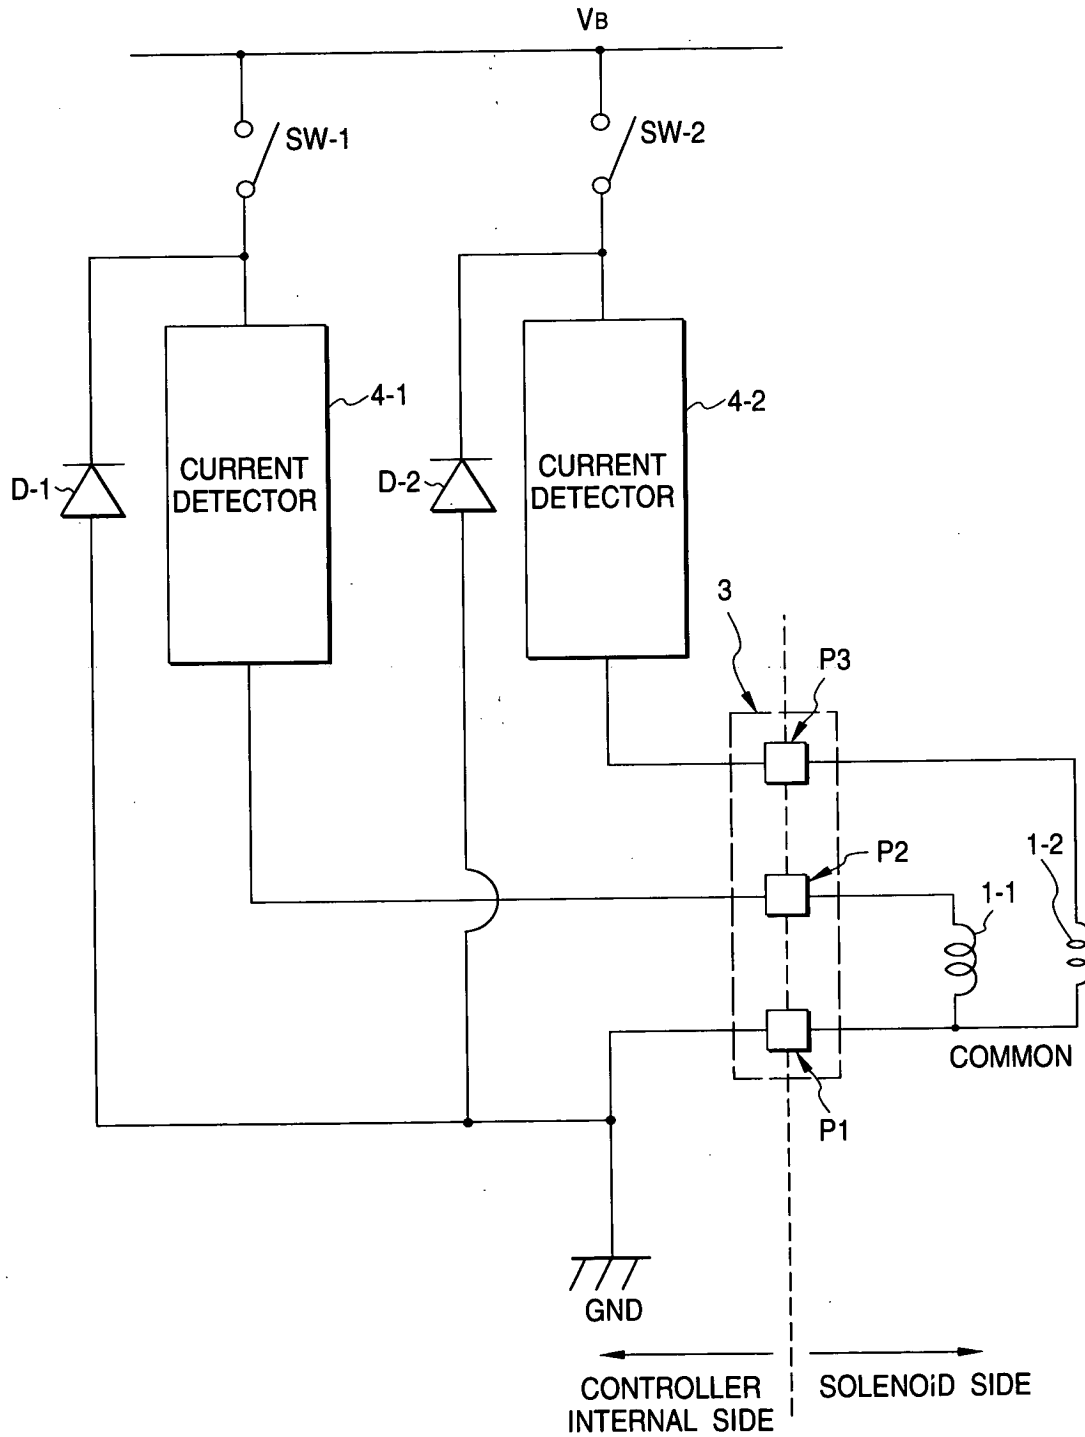 VB
SW-1
SW-2
4-1
4-2
CURRENT
DETECTOR
CURRENT
DETECTOR
D-1
D-2
3
P3
P2
1-2
1-1
COMMON
P1
GND
CONTROLLER
INTERNAL SIDE
SOLENOiD SIDE